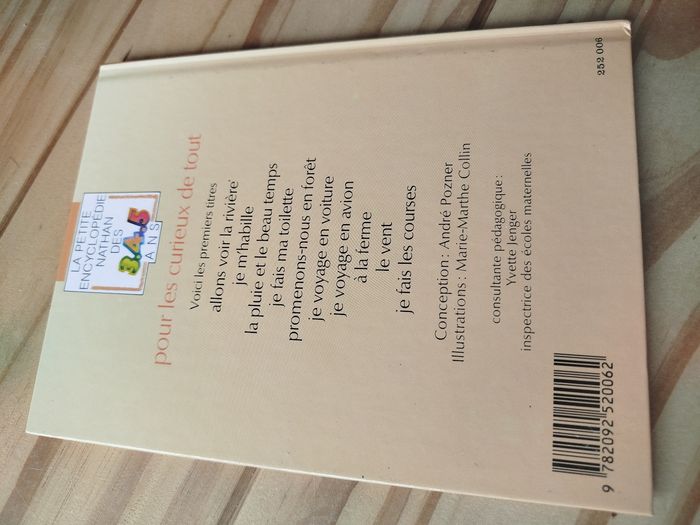 LA PETITE
ENCYCLOPÉDIE
NATHAN
DES
3.4.5
ANS
pour les curieux de tout
Voici les premiers titres
allons voir la rivière
je m'habille
la pluie et le beau temps
je fais ma toilette
promenons-nous en forêt
je voyage en voiture
je voyage en avion
à la ferme
le vent
je fais les courses
Conception : André Pozner
Illustrations : Marie-Marthe Collin
consultante pédagogique :
Yvette Jenger
inspectrice des écoles maternelles
9 782092 520062
252 006